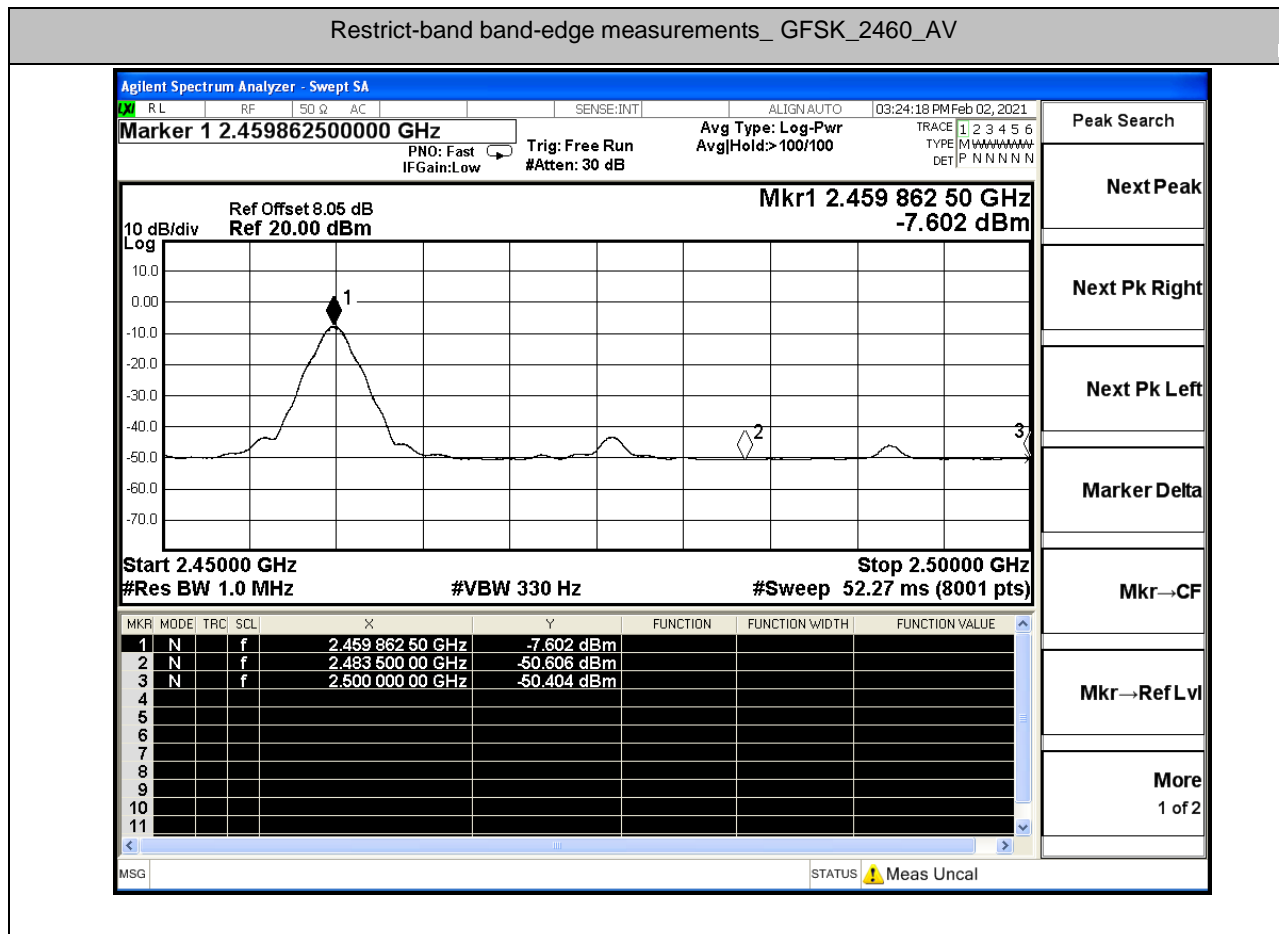 Restrict-band band-edge measurements_ GFSK_2460_AV
Agilent Spectrum Analyzer - Swept SA
LXI RL RF 50 Ω AC SENSE:INT ALIGN AUTO 03:24:18 PM Feb 02, 2021
Marker 1 2.459862500000 GHz
PNO: Fast
IFGain:Low
Trig: Free Run
#Atten: 30 dB
Avg Type: Log-Pwr
Avg|Hold:>100/100
TRACE 1 2 3 4 5 6
TYPE M
DET P N N N N N
Mkr1 2.459 862 50 GHz
-7.602 dBm
Ref Offset 8.05 dB
10 dB/div Ref 20.00 dBm
Log
10.0
0.00
-10.0
-20.0
-30.0
-40.0
-50.0
-60.0
-70.0
1
2
3
Start 2.45000 GHz Stop 2.50000 GHz
#Res BW 1.0 MHz #VBW 330 Hz #Sweep 52.27 ms (8001 pts)
MKR MODE TRC SCL X Y FUNCTION FUNCTION WIDTH FUNCTION VALUE
1 N f 2.459 862 50 GHz -7.602 dBm
2 N f 2.483 500 00 GHz -50.606 dBm
3 N f 2.500 000 00 GHz -50.404 dBm
4
5
6
7
8
9
10
11
MSG STATUS Meas Uncal
Peak Search
Next Peak
Next Pk Right
Next Pk Left
Marker Delta
Mkr→CF
Mkr→Ref Lvl
More
1 of 2